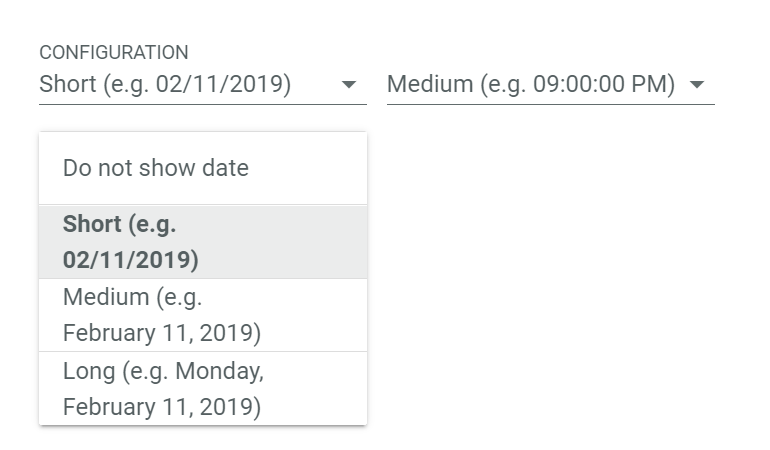 CONFIGURATION
Short (e.g. 02/11/2019) Medium (e.g. 09:00:00 PM)
Do not show date
Short (e.g.
02/11/2019)
Medium (e.g.
February 11, 2019)
Long (e.g. Monday,
February 11, 2019)